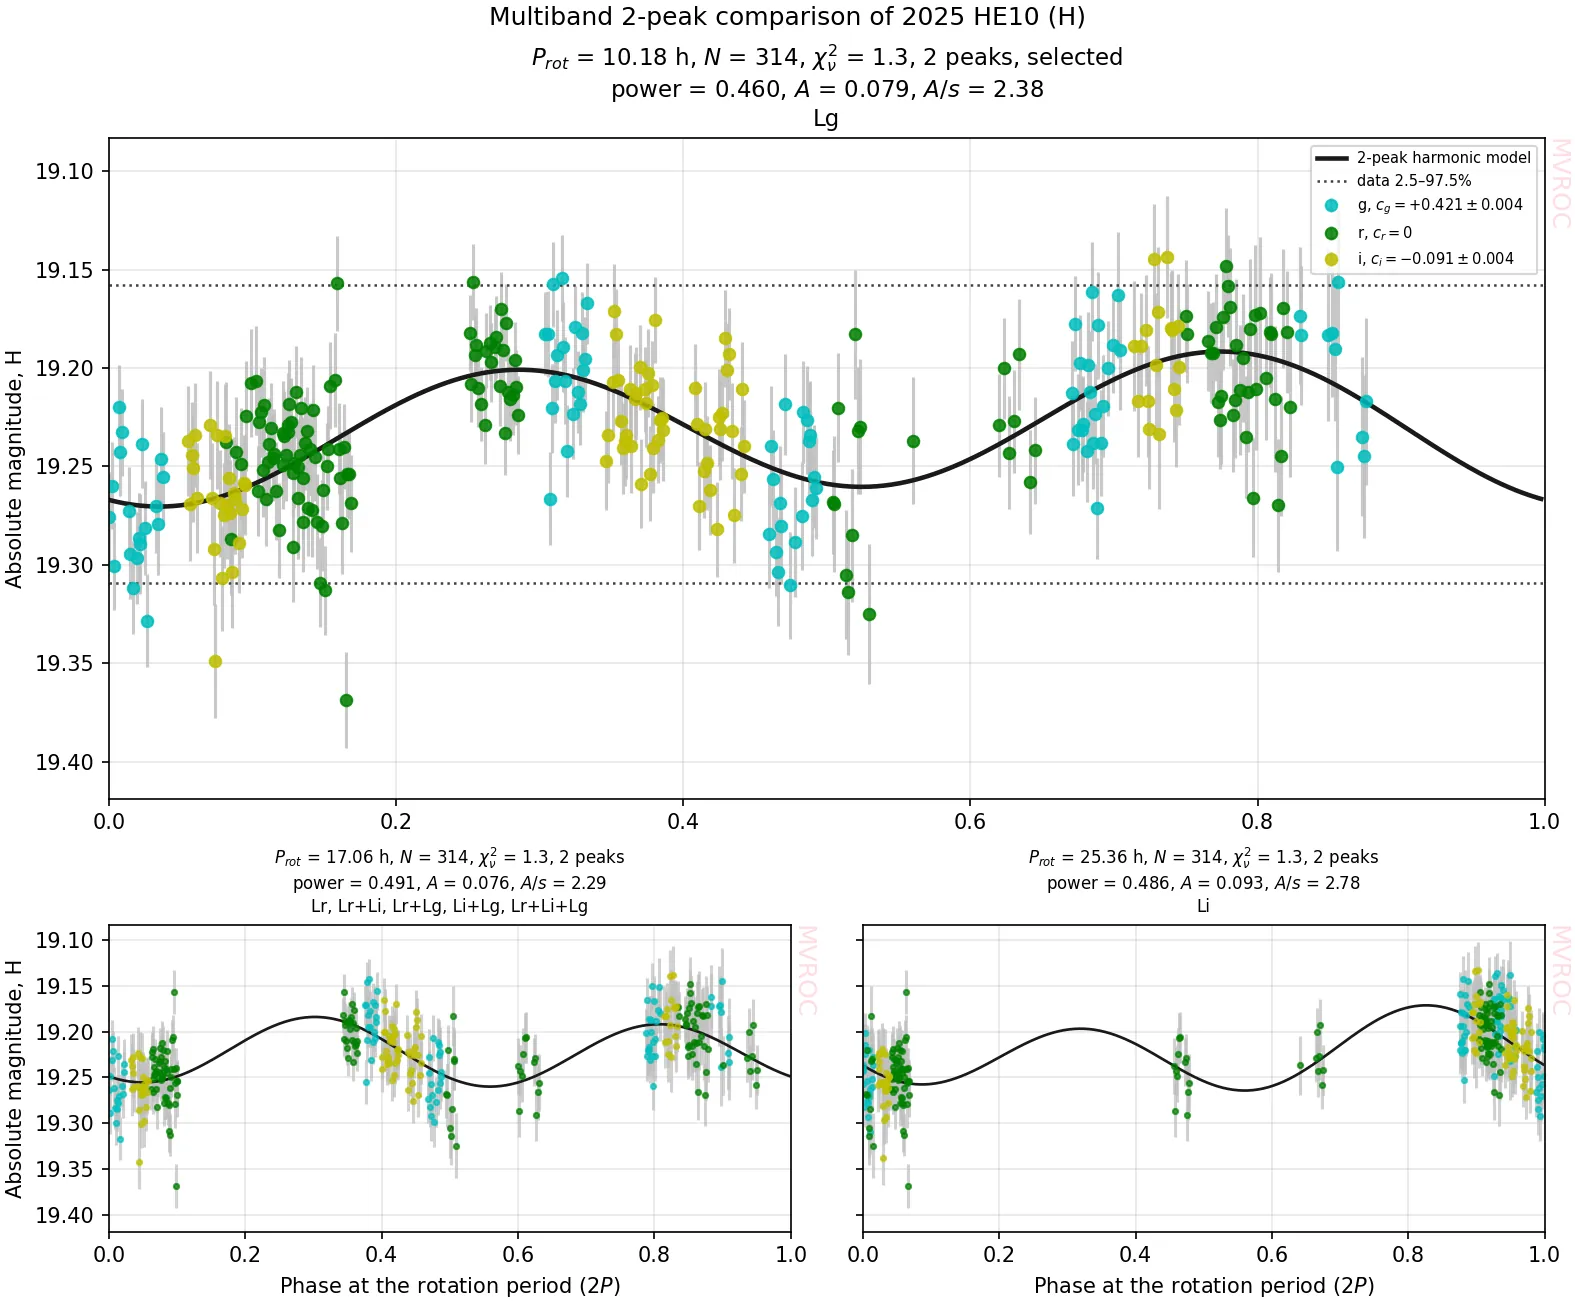 Multiband 2-peak comparison of 2025 HE10 (H)
P_rot = 10.18 h, N = 314, χ²_ν = 1.3, 2 peaks, selected
power = 0.460, A = 0.079, A/s = 2.38
Lg
MVROC
2-peak harmonic model
data 2.5–97.5%
g, c_g = +0.421 ± 0.004
r, c_r = 0
i, c_i = −0.091 ± 0.004
Absolute magnitude, H
19.10
19.15
19.20
19.25
19.30
19.35
19.40
0.0 0.2 0.4 0.6 0.8 1.0
P_rot = 17.06 h, N = 314, χ²_ν = 1.3, 2 peaks
power = 0.491, A = 0.076, A/s = 2.29
Lr, Lr+Li, Lr+Lg, Li+Lg, Lr+Li+Lg
MVROC
Absolute magnitude, H
19.10
19.15
19.20
19.25
19.30
19.35
19.40
0.0 0.2 0.4 0.6 0.8 1.0
Phase at the rotation period (2P)
P_rot = 25.36 h, N = 314, χ²_ν = 1.3, 2 peaks
power = 0.486, A = 0.093, A/s = 2.78
Li
MVROC
0.0 0.2 0.4 0.6 0.8 1.0
Phase at the rotation period (2P)